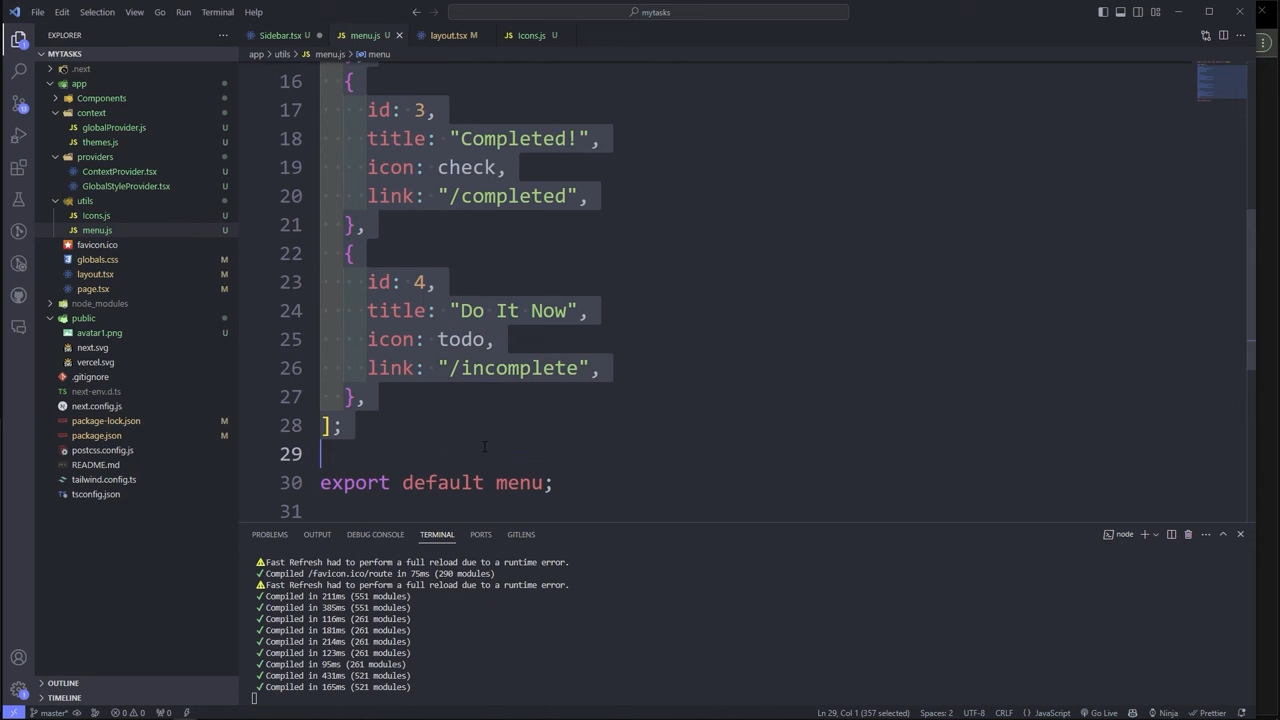 File Edit Selection View Go Run Terminal Help
mytasks
EXPLORER
MYTASKS
.next
app
Components
context
globalProvider.js U
themes.js U
providers
ContextProvider.tsx U
GlobalStyleProvider.tsx U
utils
Icons.js U
menu.js U
favicon.ico
globals.css M
layout.tsx M
page.tsx M
node_modules
public
avatar1.png U
next.svg
vercel.svg
.gitignore
next-env.d.ts
next.config.js
package-lock.json M
package.json M
postcss.config.js
README.md
tailwind.config.ts
tsconfig.json
OUTLINE
TIMELINE
Sidebar.tsx U
menu.js U
layout.tsx M
Icons.js U
app > utils > menu.js > menu
16 {
17 id: 3,
18 title: "Completed!",
19 icon: check,
20 link: "/completed",
21 },
22 {
23 id: 4,
24 title: "Do It Now",
25 icon: todo,
26 link: "/incomplete",
27 },
28 ];
29
30 export default menu;
31
PROBLEMS OUTPUT DEBUG CONSOLE TERMINAL PORTS GITLENS
node
Fast Refresh had to perform a full reload due to a runtime error.
✓ Compiled /favicon.ico/route in 75ms (290 modules)
Fast Refresh had to perform a full reload due to a runtime error.
✓ Compiled in 211ms (551 modules)
✓ Compiled in 385ms (551 modules)
✓ Compiled in 116ms (261 modules)
✓ Compiled in 181ms (261 modules)
✓ Compiled in 214ms (261 modules)
✓ Compiled in 123ms (261 modules)
✓ Compiled in 95ms (261 modules)
✓ Compiled in 431ms (521 modules)
✓ Compiled in 165ms (521 modules)
master* 0 0 0 Ln 29, Col 1 (357 selected) Spaces: 2 UTF-8 CRLF JavaScript Go Live Ninja Prettier